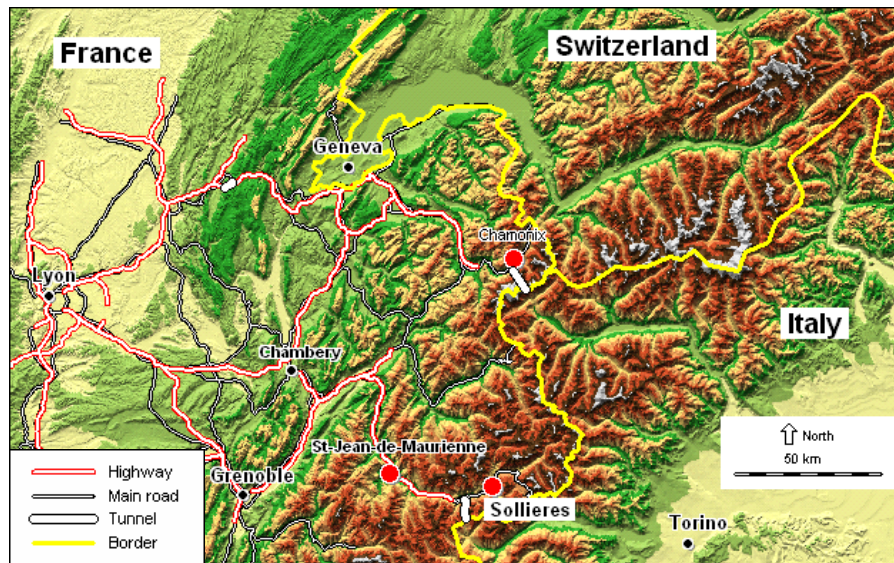 France
Switzerland
Geneva
Chamonix
Lyon
Italy
Chambery
North
50 km
St-Jean-de-Maurienne
Highway
Main road
Tunnel
Border
Grenoble
Sollieres
Torino